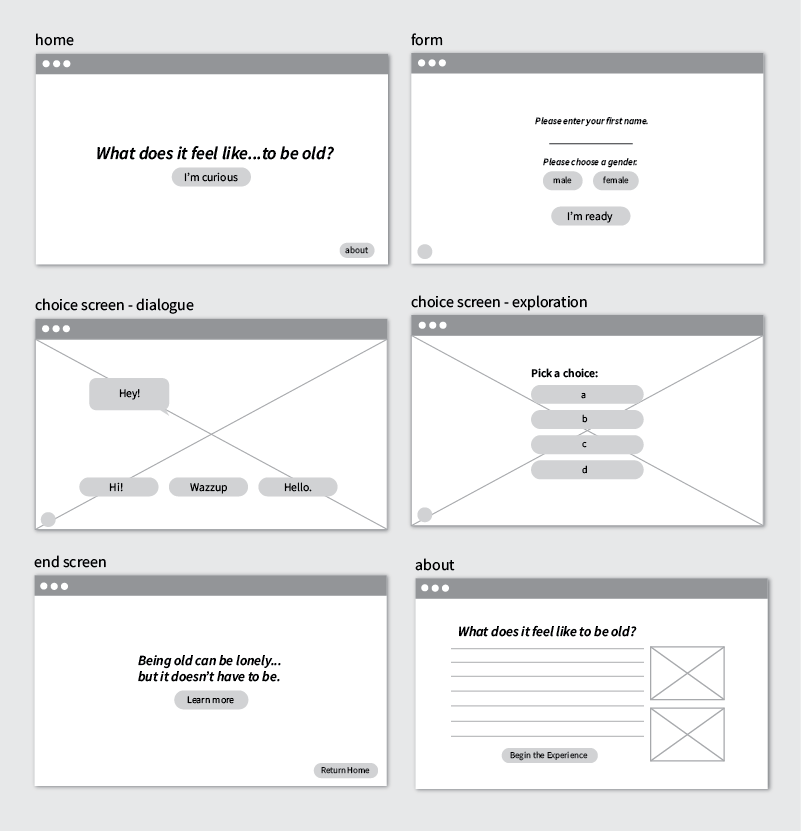 home
What does it feel like...to be old?
I'm curious
about
form
Please enter your first name.
Please choose a gender.
male female
I'm ready
choice screen - dialogue
Hey!
Hi! Wazzup Hello.
choice screen - exploration
Pick a choice:
a
b
c
d
end screen
Being old can be lonely...
but it doesn't have to be.
Learn more
Return Home
about
What does it feel like to be old?
Begin the Experience